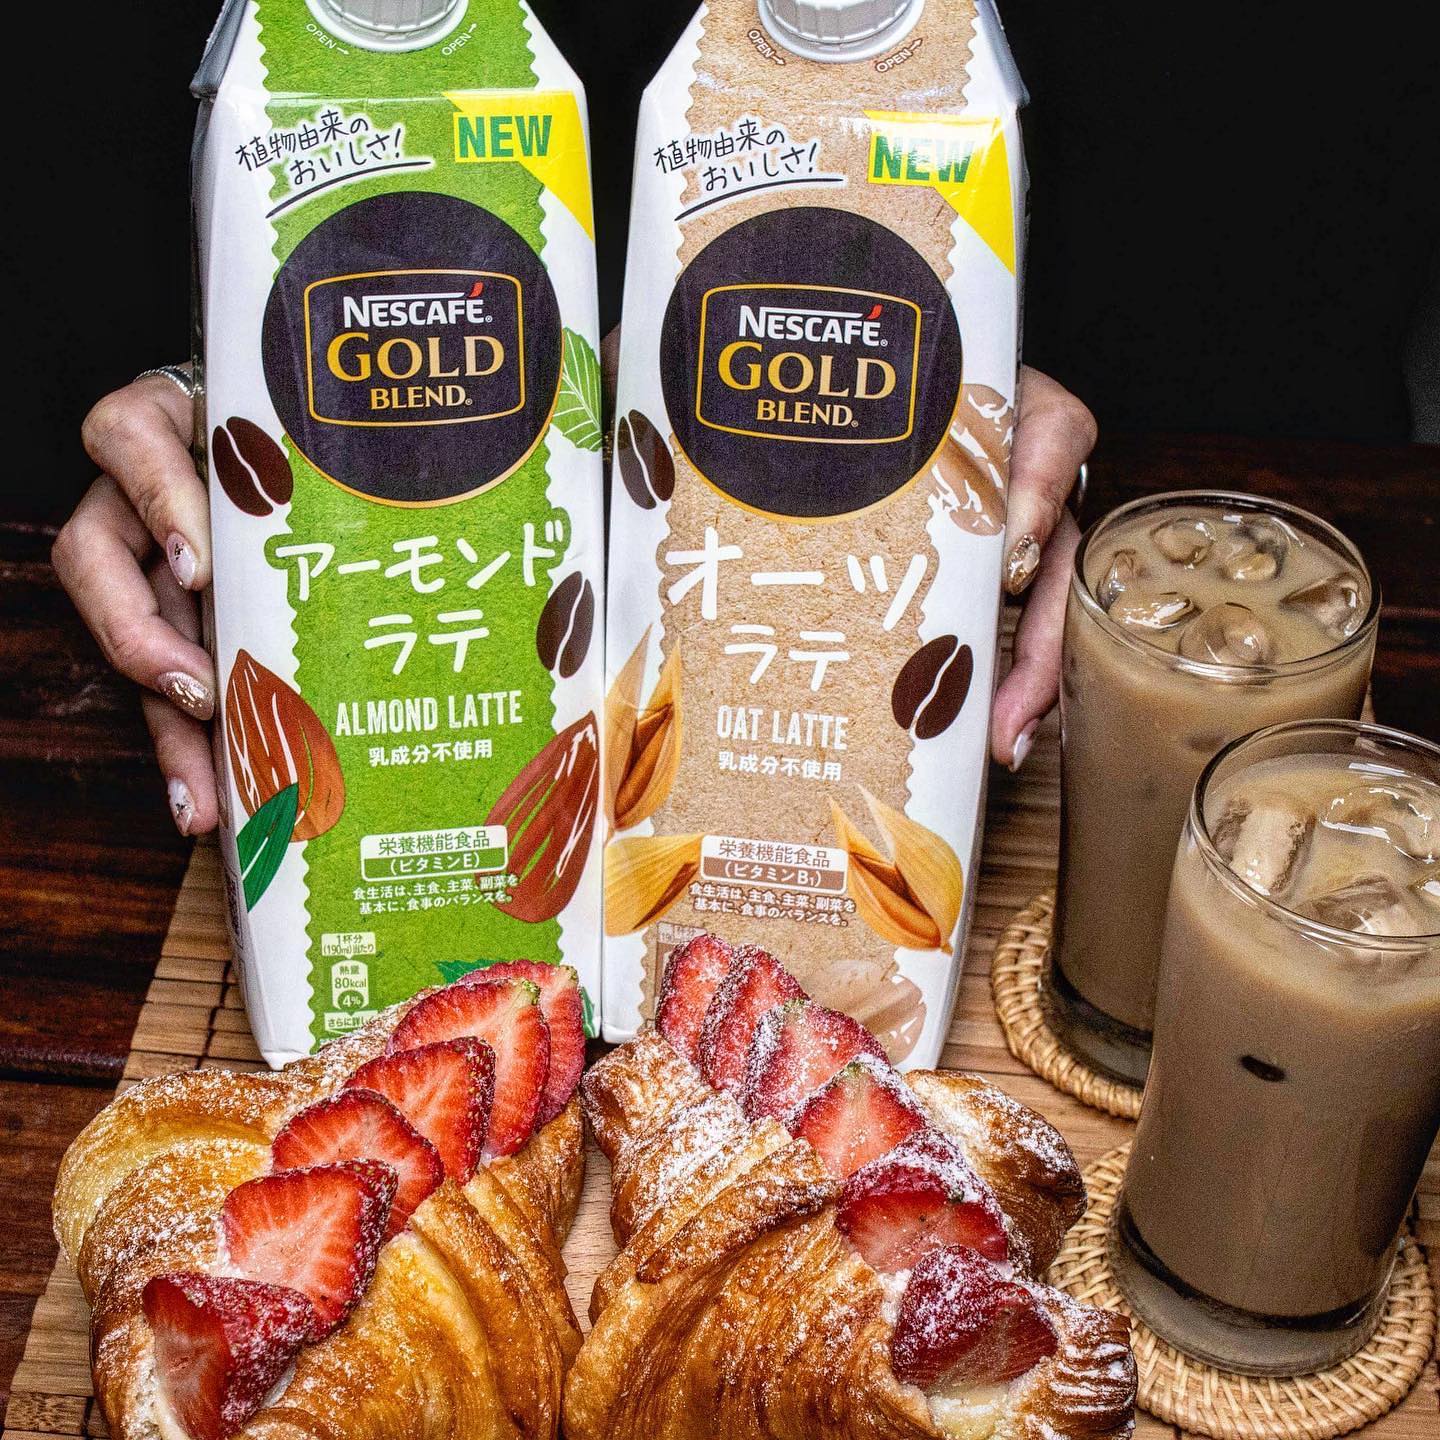 OPEN→
OPEN→
植物由来の
おいしさ!
NEW
NESCAFÉ®
GOLD
BLEND®
アーモンド
ラテ
ALMOND LATTE
乳成分不使用
栄養機能食品
(ビタミンE)
食生活は、主食、主菜、副菜を
基本に、食事のバランスを。
1杯分
(190ml)当たり
熱量
80kcal
4%
OPEN→
OPEN→
植物由来の
おいしさ!
NEW
NESCAFÉ®
GOLD
BLEND®
オーツ
ラテ
OAT LATTE
乳成分不使用
栄養機能食品
(ビタミンB₁)
食生活は、主食、主菜、副菜を
基本に、食事のバランスを。